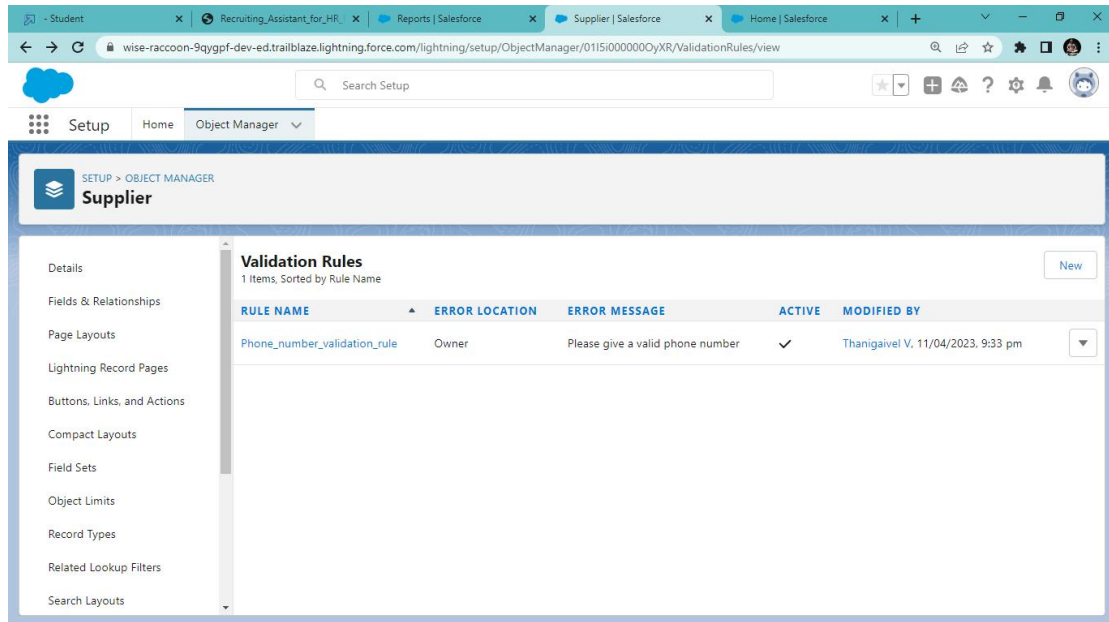 - Student
Recruiting_Assistant_for_HR_
Reports | Salesforce
Supplier | Salesforce
Home | Salesforce
wise-raccoon-9qygpf-dev-ed.trailblaze.lightning.force.com/lightning/setup/ObjectManager/01I5i000000OyXR/ValidationRules/view
Search Setup
Setup Home Object Manager
SETUP > OBJECT MANAGER
Supplier
Details
Fields & Relationships
Page Layouts
Lightning Record Pages
Buttons, Links, and Actions
Compact Layouts
Field Sets
Object Limits
Record Types
Related Lookup Filters
Search Layouts
Validation Rules
1 Items, Sorted by Rule Name
New
RULE NAME ERROR LOCATION ERROR MESSAGE ACTIVE MODIFIED BY
Phone_number_validation_rule Owner Please give a valid phone number Thanigaivel V, 11/04/2023, 9:33 pm